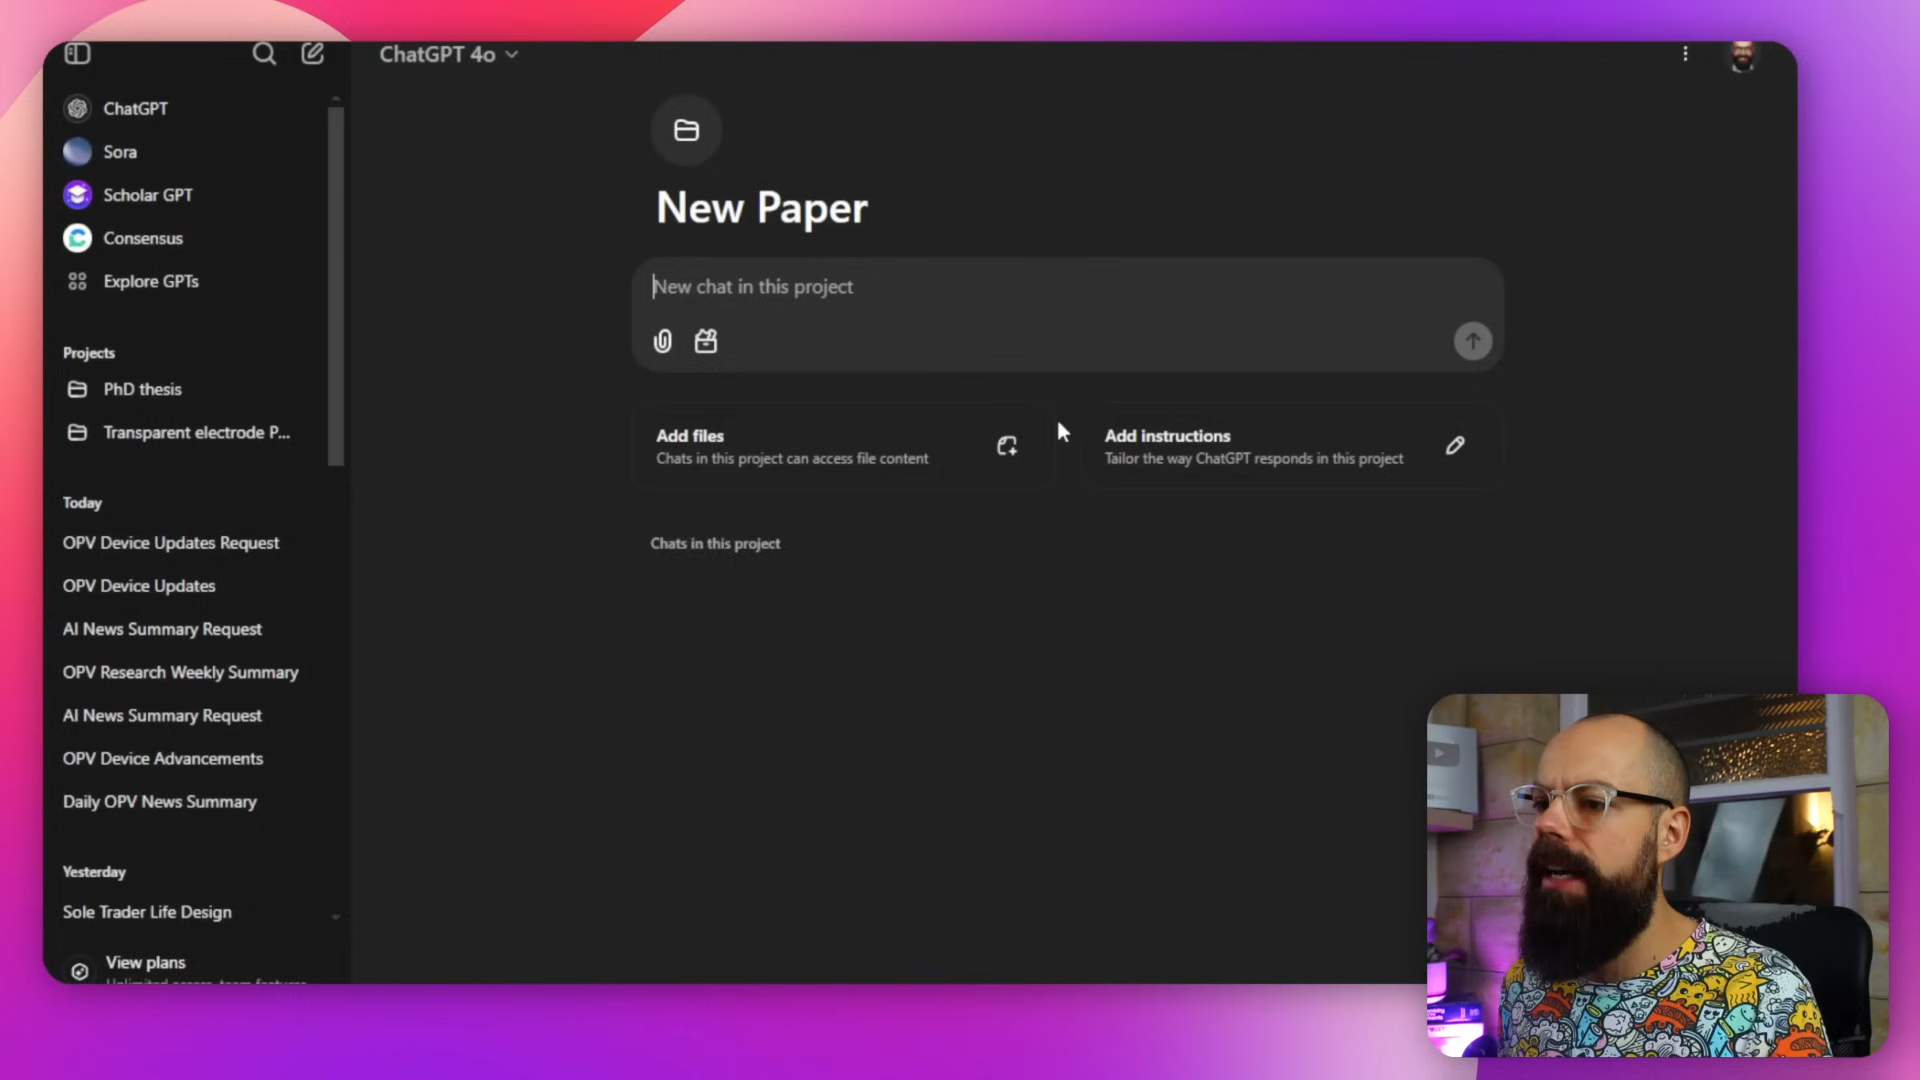 ChatGPT 4o
ChatGPT
Sora
Scholar GPT
Consensus
Explore GPTs
Projects
PhD thesis
Transparent electrode P...
Today
OPV Device Updates Request
OPV Device Updates
AI News Summary Request
OPV Research Weekly Summary
AI News Summary Request
OPV Device Advancements
Daily OPV News Summary
Yesterday
Sole Trader Life Design
View plans
New Paper
New chat in this project
Add files
Chats in this project can access file content
Add instructions
Tailor the way ChatGPT responds in this project
Chats in this project